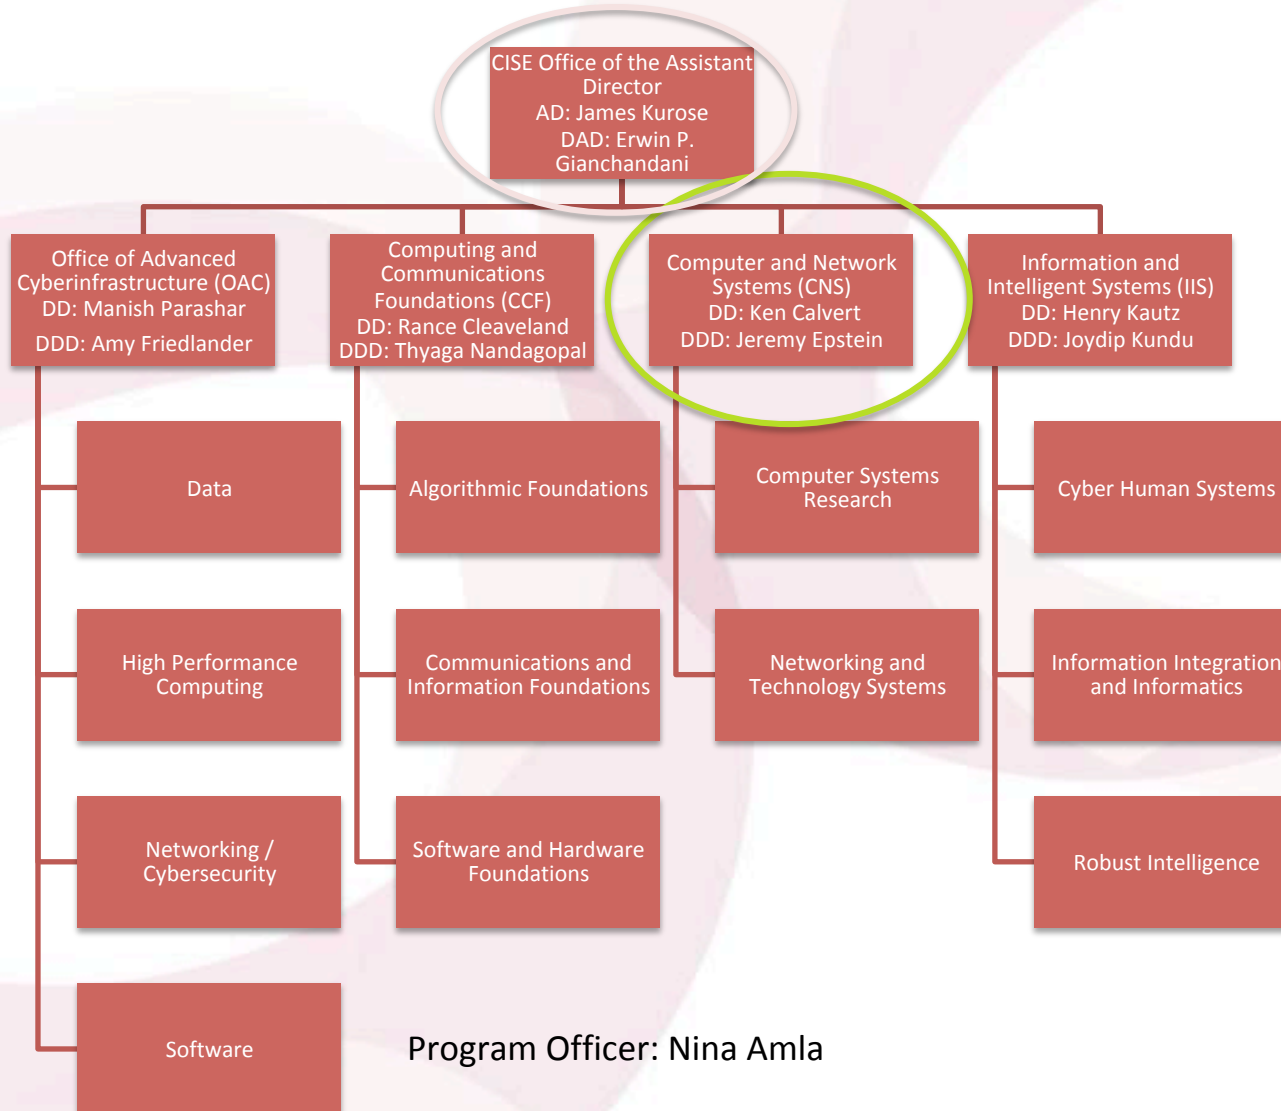 CISE Office of the Assistant
Director
AD: James Kurose
DAD: Erwin P.
Gianchandani
Office of Advanced
Cyberinfrastructure (OAC)
DD: Manish Parashar
DDD: Amy Friedlander
Computing and
Communications
Foundations (CCF)
DD: Rance Cleaveland
DDD: Thyaga Nandagopal
Computer and Network
Systems (CNS)
DD: Ken Calvert
DDD: Jeremy Epstein
Information and
Intelligent Systems (IIS)
DD: Henry Kautz
DDD: Joydip Kundu
Data
Algorithmic Foundations
Computer Systems
Research
Cyber Human Systems
High Performance
Computing
Communications and
Information Foundations
Networking and
Technology Systems
Information Integration
and Informatics
Networking /
Cybersecurity
Software and Hardware
Foundations
Robust Intelligence
Software
Program Officer: Nina Amla